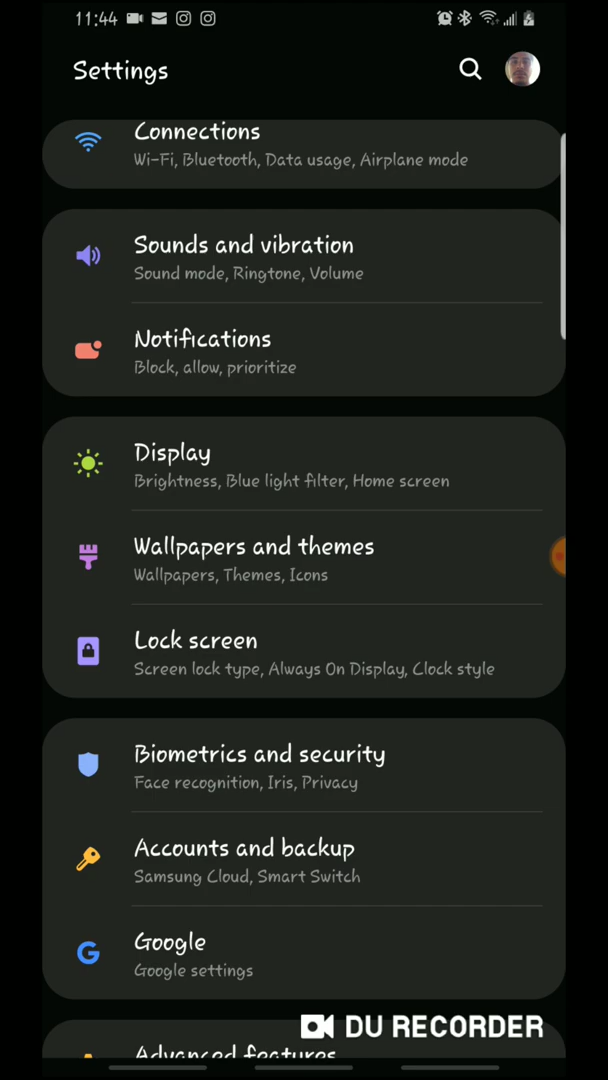 11:44
Settings
Connections
Wi-Fi, Bluetooth, Data usage, Airplane mode
Sounds and vibration
Sound mode, Ringtone, Volume
Notifications
Block, allow, prioritize
Display
Brightness, Blue light filter, Home screen
Wallpapers and themes
Wallpapers, Themes, Icons
Lock screen
Screen lock type, Always On Display, Clock style
Biometrics and security
Face recognition, Iris, Privacy
Accounts and backup
Samsung Cloud, Smart Switch
Google
Google settings
DU RECORDER
Advanced features